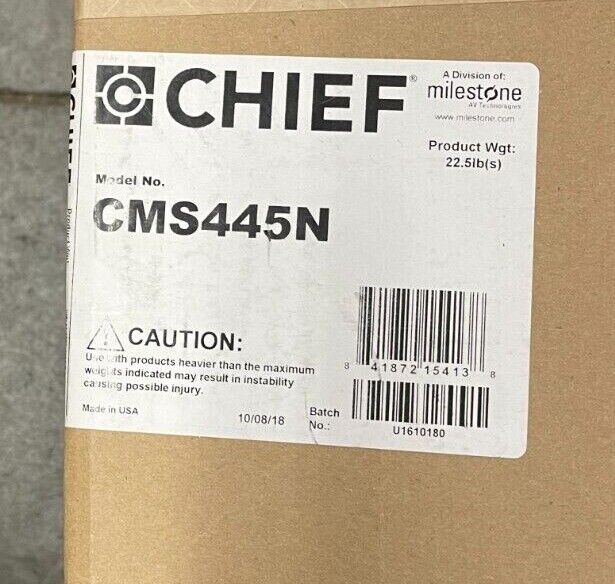 CHIEF®
A Division of:
milestone
AV Technologies
www.milestone.com
Product Wgt:
22.5lb(s)
Model No.
CMS445N
CAUTION:
Use with products heavier than the maximum
weights indicated may result in instability
causing possible injury.
8 41872 15413 8
Made in USA
10/08/18
Batch
No.:
U1610180
CHIEF